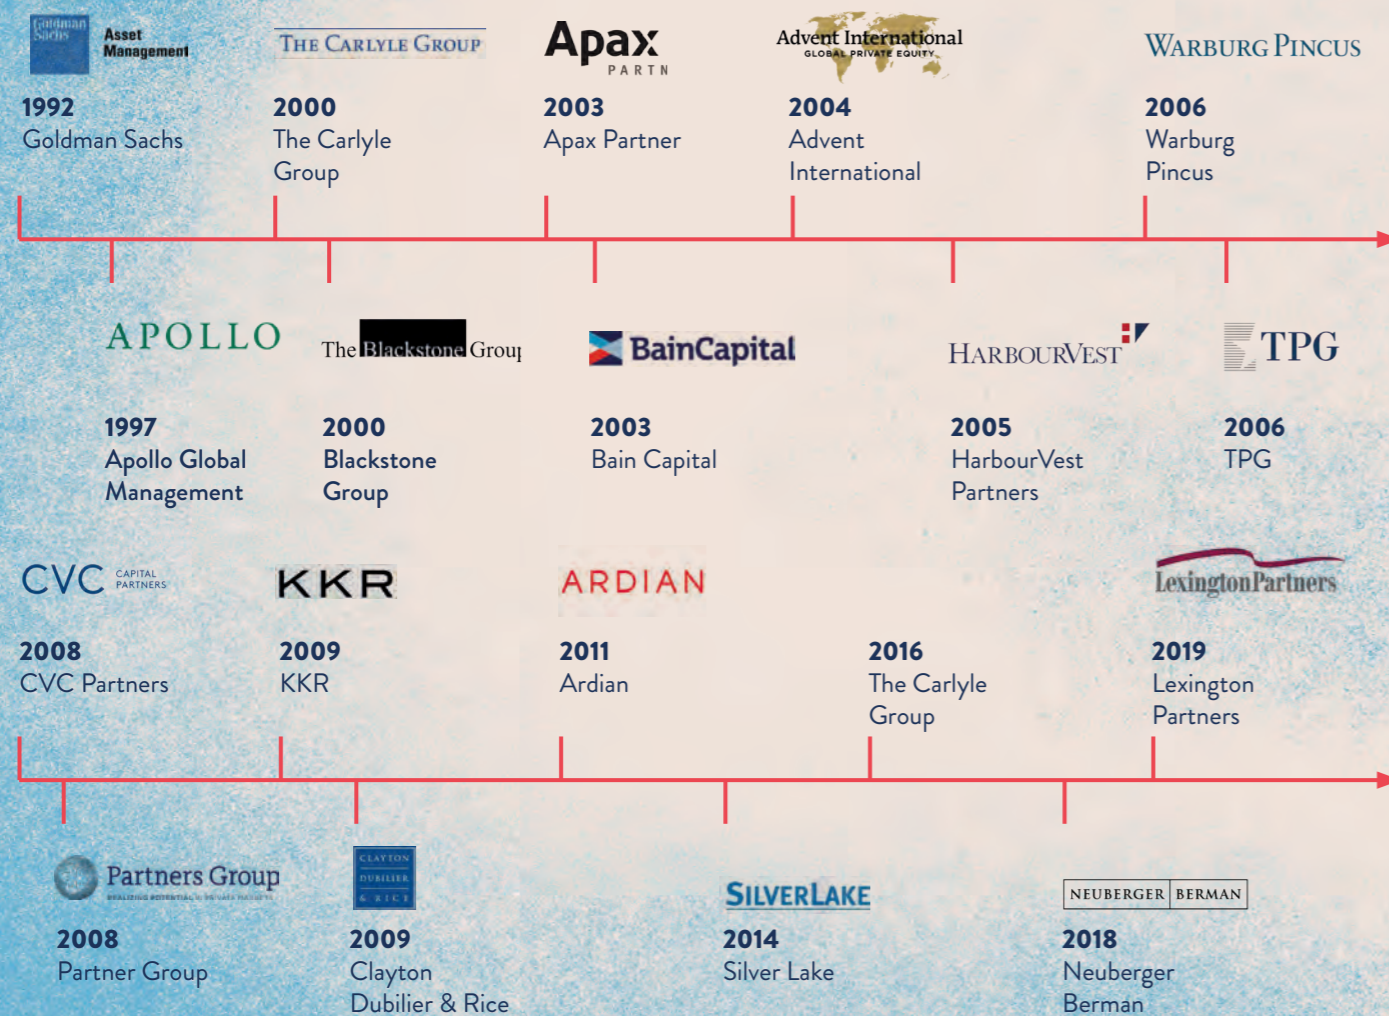 Goldman
Sachs
Asset
Management
THE CARLYLE GROUP
Apax
PARTN
Advent International
GLOBAL PRIVATE EQUITY
WARBURG PINCUS
1992
Goldman Sachs
2000
The Carlyle
Group
2003
Apax Partner
2004
Advent
International
2006
Warburg
Pincus
APOLLO
The Blackstone Group
BainCapital
HARBOURVEST
TPG
1997
Apollo Global
Management
2000
Blackstone
Group
2003
Bain Capital
2005
HarbourVest
Partners
2006
TPG
CVC CAPITAL
PARTNERS
KKR
ARDIAN
LexingtonPartners
2008
CVC Partners
2009
KKR
2011
Ardian
2016
The Carlyle
Group
2019
Lexington
Partners
Partners Group
REALIZING POTENTIAL IN PRIVATE MARKETS
CLAYTON
DUBILIER
& RICE
SILVERLAKE
NEUBERGER BERMAN
2008
Partner Group
2009
Clayton
Dubilier & Rice
2014
Silver Lake
2018
Neuberger
Berman